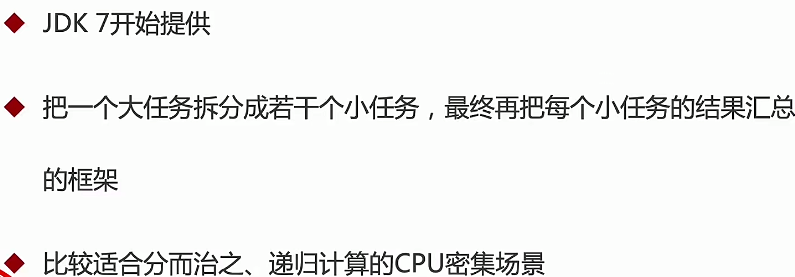 JDK 7开始提供
把一个大任务拆分成若干个小任务，最终再把每个小任务的结果汇总
的框架
比较适合分而治之、递归计算的CPU密集场景